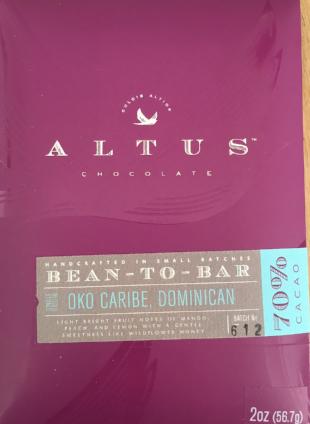 ALTUS™
CHOCOLATE
HANDCRAFTED IN SMALL BATCHES
BEAN-TO-BAR
OKO CARIBE, DOMINICAN
LIGHT BRIGHT FRUIT NOTES OF MANGO,
PEACH AND LEMON WITH A GENTLE
SWEETNESS LIKE WILDFLOWER HONEY
BATCH №
612
70%
CACAO
2oz (56.7g)